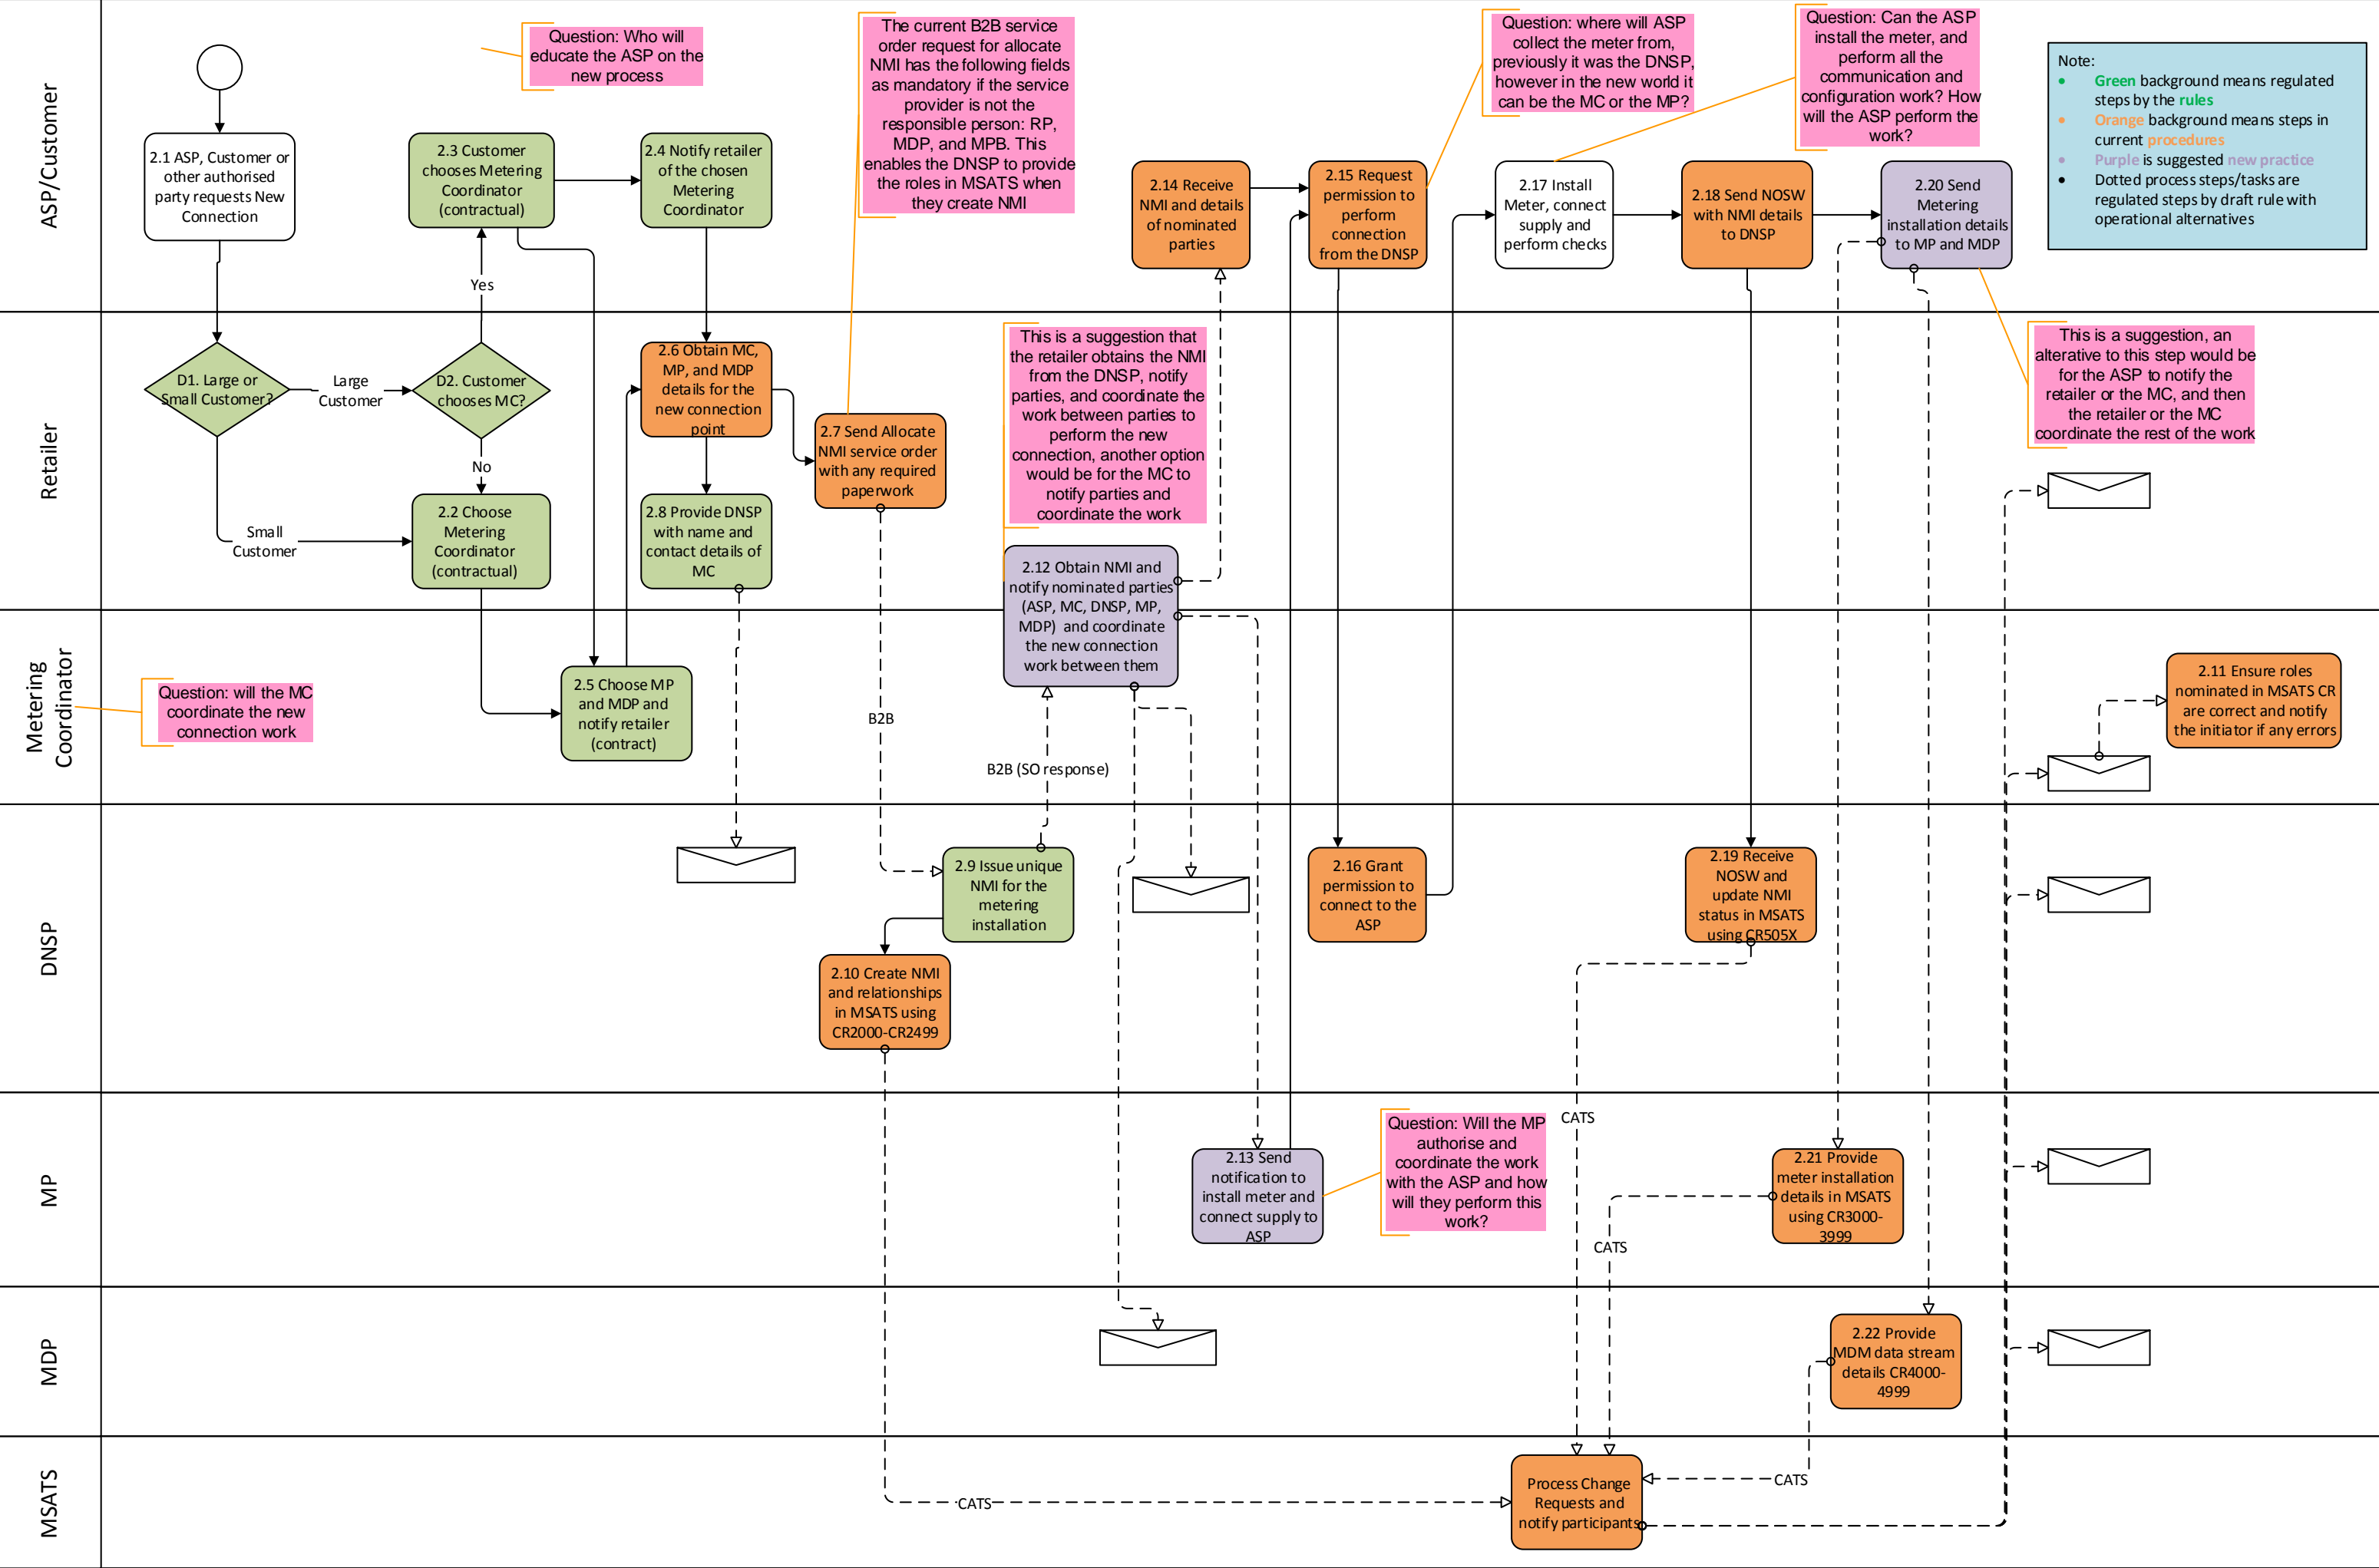 ASP/Customer
Question: Who will
educate the ASP on the
new process
The current B2B service
order request for allocate
NMI has the following fields
as mandatory if the service
provider is not the
responsible person: RP,
MDP, and MPB. This
enables the DNSP to provide
the roles in MSATS when
they create NMI
Question: where will ASP
collect the meter from,
previously it was the DNSP,
however in the new world it
can be the MC or the MP?
Question: Can the ASP
install the meter, and
perform all the
communication and
configuration work? How
will the ASP perform the
work?
Note:
• Green background means regulated
steps by the rules
• Orange background means steps in
current procedures
• Purple is suggested new practice
• Dotted process steps/tasks are
regulated steps by draft rule with
operational alternatives
2.1 ASP, Customer or
other authorised
party requests New
Connection
2.3 Customer
chooses Metering
Coordinator
(contractual)
2.4 Notify retailer
of the chosen
Metering
Coordinator
2.14 Receive
NMI and details
of nominated
parties
2.15 Request
permission to
perform
connection
from the DNSP
2.17 Install
Meter, connect
supply and
perform checks
2.18 Send NOSW
with NMI details
to DNSP
2.20 Send
Metering
installation details
to MP and MDP
Yes
Retailer
D1. Large or
Small Customer?
Large
Customer
D2. Customer
chooses MC?
No
Small
Customer
2.2 Choose
Metering
Coordinator
(contractual)
2.6 Obtain MC,
MP, and MDP
details for the
new connection
point
2.7 Send Allocate
NMI service order
with any required
paperwork
2.8 Provide DNSP
with name and
contact details of
MC
This is a suggestion that
the retailer obtains the NMI
from the DNSP, notify
parties, and coordinate the
work between parties to
perform the new
connection, another option
would be for the MC to
notify parties and
coordinate the work
This is a suggestion, an
alterative to this step would be
for the ASP to notify the
retailer or the MC, and then
the retailer or the MC
coordinate the rest of the work
2.12 Obtain NMI and
notify nominated parties
(ASP, MC, DNSP, MP,
MDP) and coordinate
the new connection
work between them
Metering
Coordinator
Question: will the MC
coordinate the new
connection work
2.5 Choose MP
and MDP and
notify retailer
(contract)
B2B
B2B (SO response)
2.11 Ensure roles
nominated in MSATS CR
are correct and notify
the initiator if any errors
DNSP
2.9 Issue unique
NMI for the
metering
installation
2.10 Create NMI
and relationships
in MSATS using
CR2000-CR2499
2.16 Grant
permission to
connect to the
ASP
2.19 Receive
NOSW and
update NMI
status in MSATS
using CR505X
MP
2.13 Send
notification to
install meter and
connect supply to
ASP
Question: Will the MP
authorise and
coordinate the work
with the ASP and how
will they perform this
work?
CATS
CATS
2.21 Provide
meter installation
details in MSATS
using CR3000-
3999
MDP
2.22 Provide
MDM data stream
details CR4000-
4999
MSATS
CATS
Process Change
Requests and
notify participants
CATS